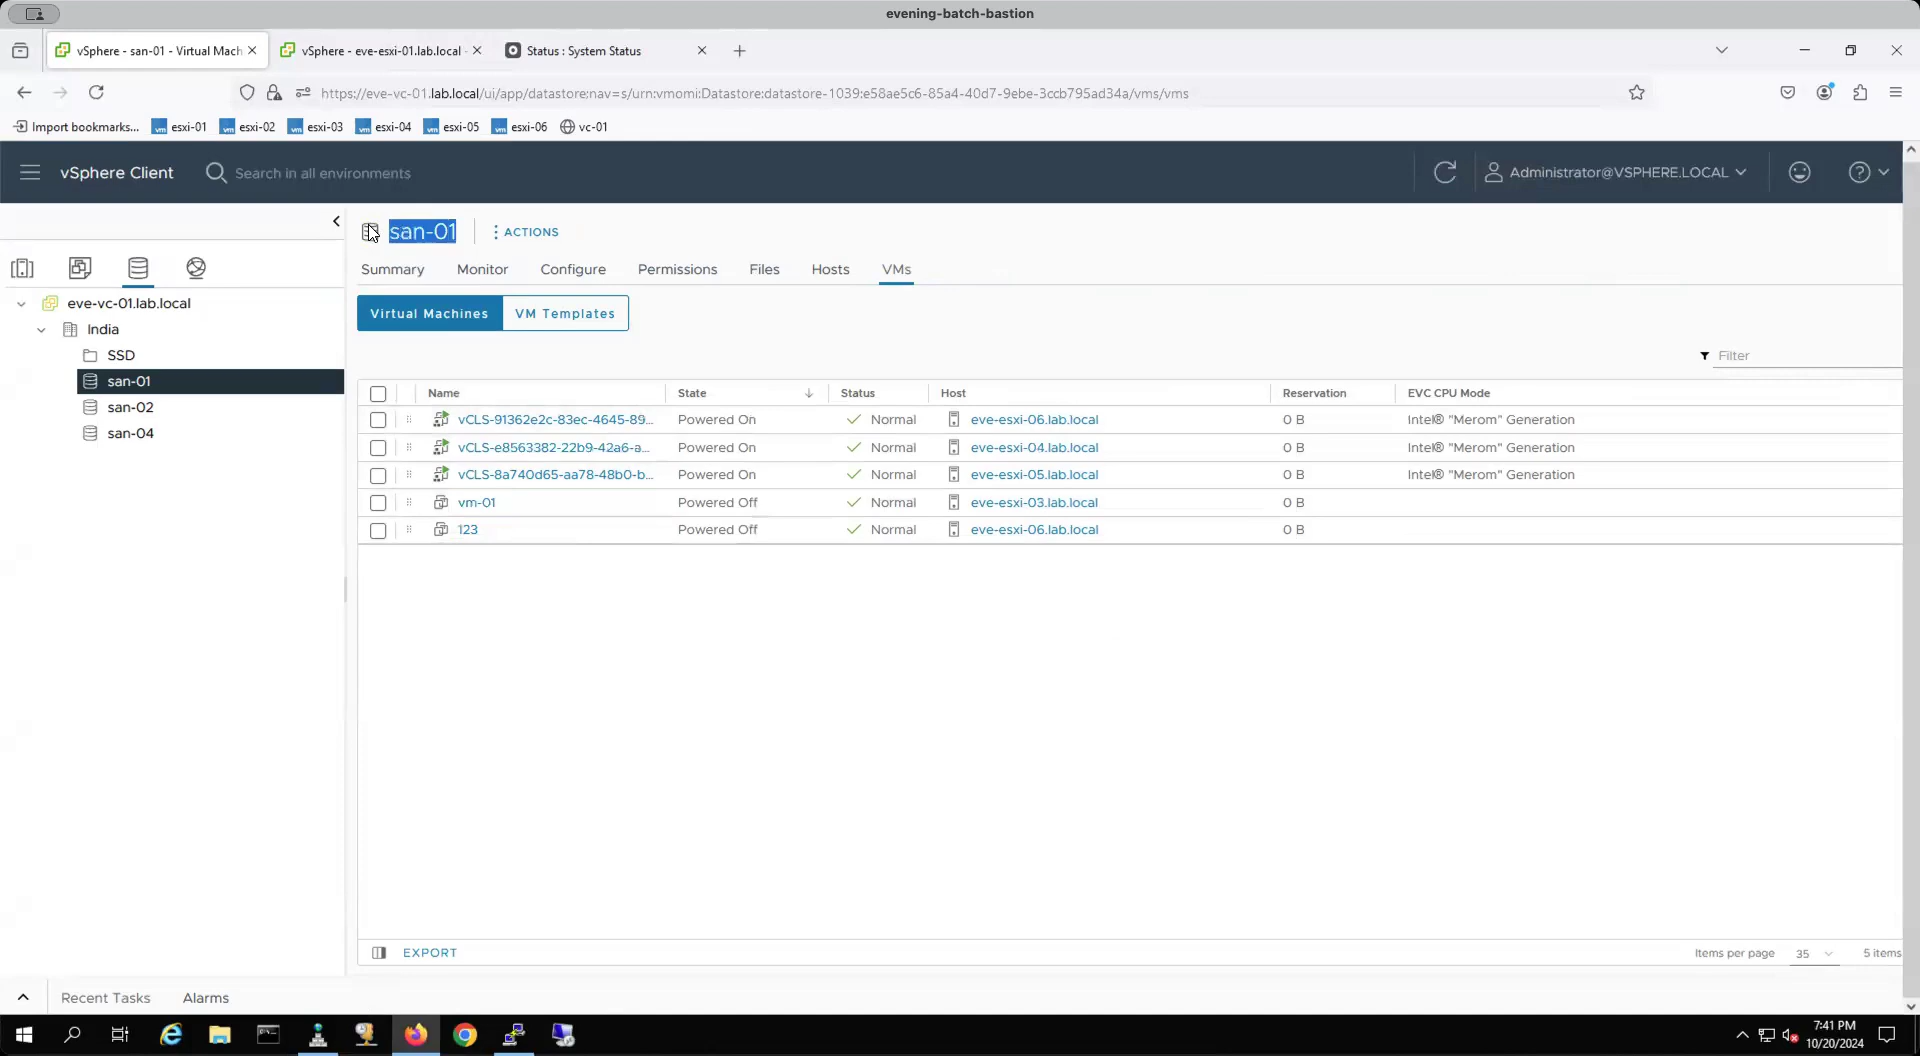 evening-batch-bastion
vSphere - san-01 - Virtual Mach
vSphere - eve-esxi-01.lab.local -
Status : System Status
https://eve-vc-01.lab.local/ui/app/datastore;nav=s/urn:vmomi:Datastore:datastore-1039:e58ae5c6-85a4-40d7-9ebe-3ccb795ad34a/vms/vms
Import bookmarks... esxi-01 esxi-02 esxi-03 esxi-04 esxi-05 esxi-06 vc-01
vSphere Client Search in all environments Administrator@VSPHERE.LOCAL
san-01 ACTIONS
Summary Monitor Configure Permissions Files Hosts VMs
eve-vc-01.lab.local
India
SSD
san-01
san-02
san-04
Virtual Machines VM Templates
Filter
Name State Status Host Reservation EVC CPU Mode
vCLS-91362e2c-83ec-4645-89... Powered On Normal eve-esxi-06.lab.local 0 B Intel® "Merom" Generation
vCLS-e8563382-22b9-42a6-a... Powered On Normal eve-esxi-04.lab.local 0 B Intel® "Merom" Generation
vCLS-8a740d65-aa78-48b0-b... Powered On Normal eve-esxi-05.lab.local 0 B Intel® "Merom" Generation
vm-01 Powered Off Normal eve-esxi-03.lab.local 0 B
123 Powered Off Normal eve-esxi-06.lab.local 0 B
EXPORT Items per page 35 5 items
Recent Tasks Alarms
7:41 PM
10/20/2024